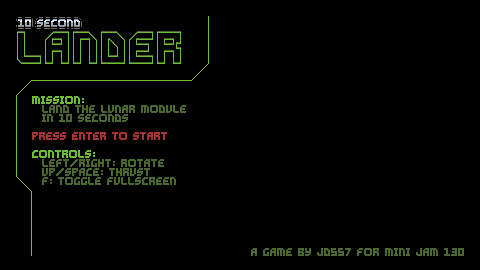 10 SECOND
LANDER
MISSION:
LAND THE LUNAR MODULE
IN 10 SECONDS
PRESS ENTER TO START
CONTROLS:
LEFT/RIGHT: ROTATE
UP/SPACE: THRUST
F: TOGGLE FULLSCREEN
A GAME BY JDS57 FOR MINI JAM 130